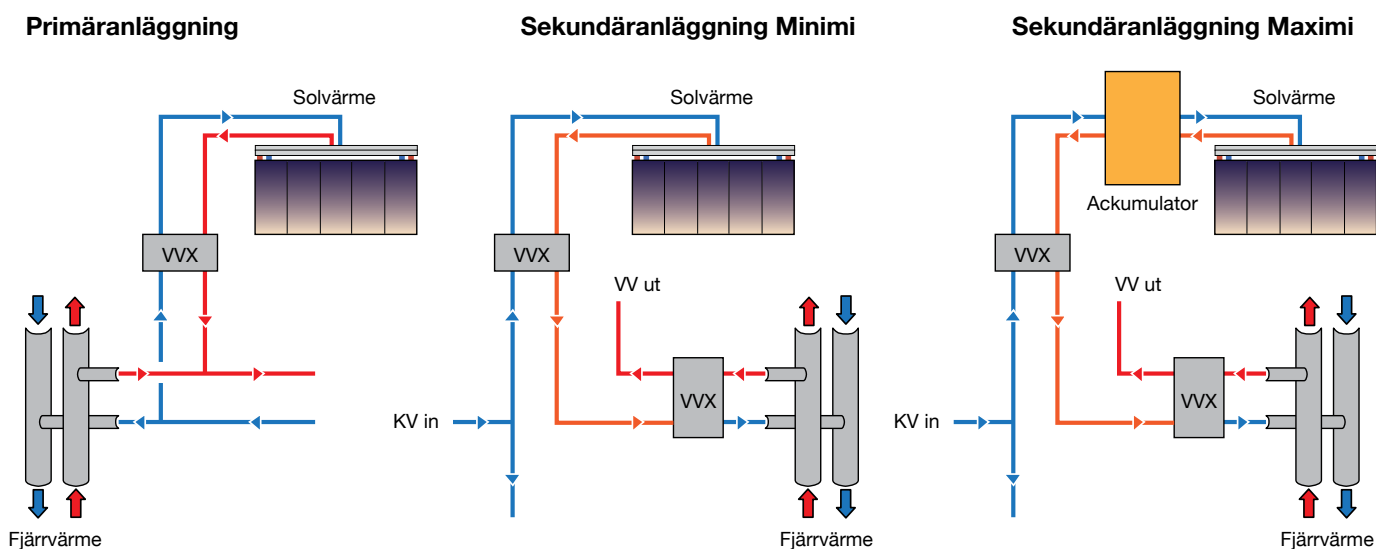 Primäranläggning
Solvärme
VVX
Fjärrvärme
Sekundäranläggning Minimi
Solvärme
VVX
VV ut
VVX
KV in
Fjärrvärme
Sekundäranläggning Maximi
Solvärme
Ackumulator
VVX
VV ut
VVX
KV in
Fjärrvärme